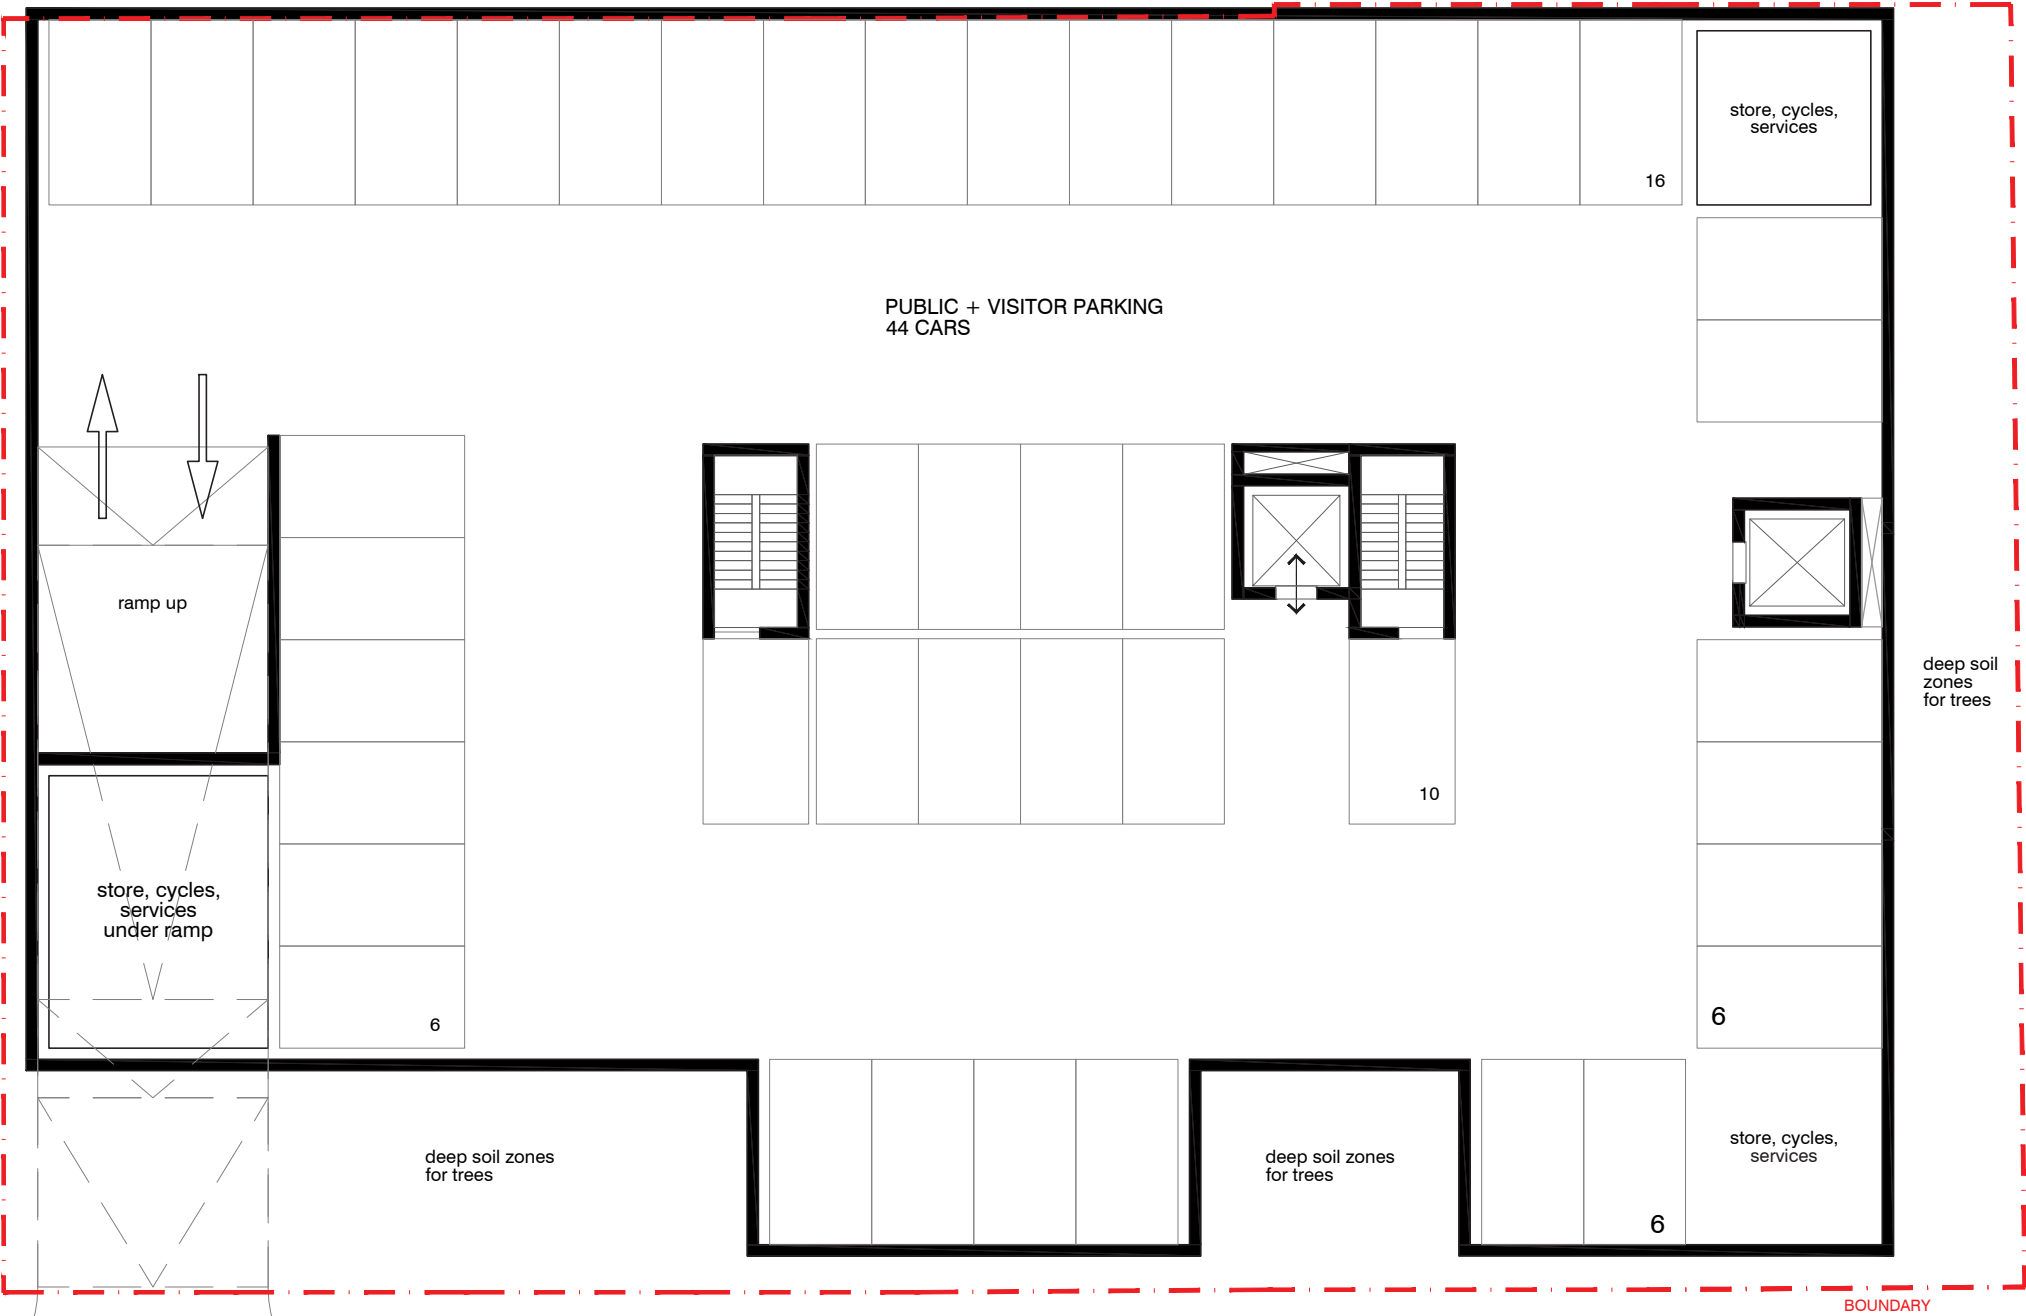 store, cycles,
services
16
PUBLIC + VISITOR PARKING
44 CARS
ramp up
deep soil
zones
for trees
10
store, cycles,
services
under ramp
6
6
deep soil zones
for trees
deep soil zones
for trees
store, cycles,
services
6
BOUNDARY